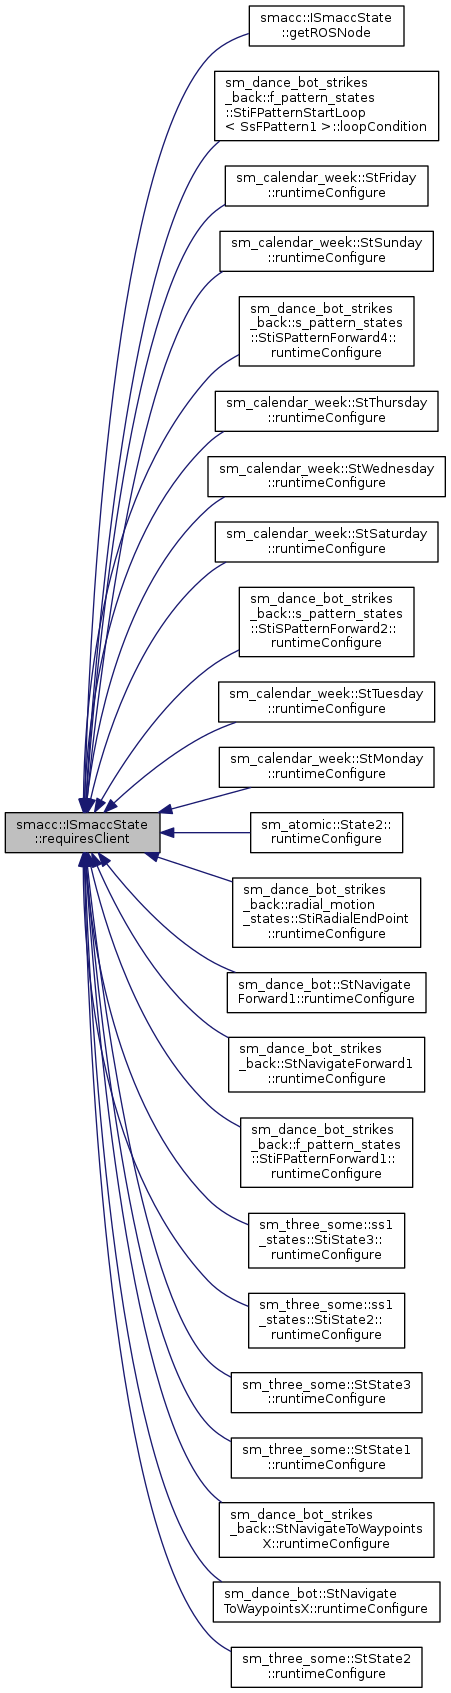 smacc::ISmaccState
::getROSNode
sm_dance_bot_strikes
_back::f_pattern_states
::StiFPatternStartLoop
< SsFPattern1 >::loopCondition
sm_calendar_week::StFriday
::runtimeConfigure
sm_calendar_week::StSunday
::runtimeConfigure
sm_dance_bot_strikes
_back::s_pattern_states
::StiSPatternForward4::
runtimeConfigure
sm_calendar_week::StThursday
::runtimeConfigure
sm_calendar_week::StWednesday
::runtimeConfigure
sm_calendar_week::StSaturday
::runtimeConfigure
sm_dance_bot_strikes
_back::s_pattern_states
::StiSPatternForward2::
runtimeConfigure
sm_calendar_week::StTuesday
::runtimeConfigure
sm_calendar_week::StMonday
::runtimeConfigure
smacc::ISmaccState
::requiresClient
sm_atomic::State2::
runtimeConfigure
sm_dance_bot_strikes
_back::radial_motion
_states::StiRadialEndPoint
::runtimeConfigure
sm_dance_bot::StNavigate
Forward1::runtimeConfigure
sm_dance_bot_strikes
_back::StNavigateForward1
::runtimeConfigure
sm_dance_bot_strikes
_back::f_pattern_states
::StiFPatternForward1::
runtimeConfigure
sm_three_some::ss1
_states::StiState3::
runtimeConfigure
sm_three_some::ss1
_states::StiState2::
runtimeConfigure
sm_three_some::StState3
::runtimeConfigure
sm_three_some::StState1
::runtimeConfigure
sm_dance_bot_strikes
_back::StNavigateToWaypoints
X::runtimeConfigure
sm_dance_bot::StNavigate
ToWaypointsX::runtimeConfigure
sm_three_some::StState2
::runtimeConfigure